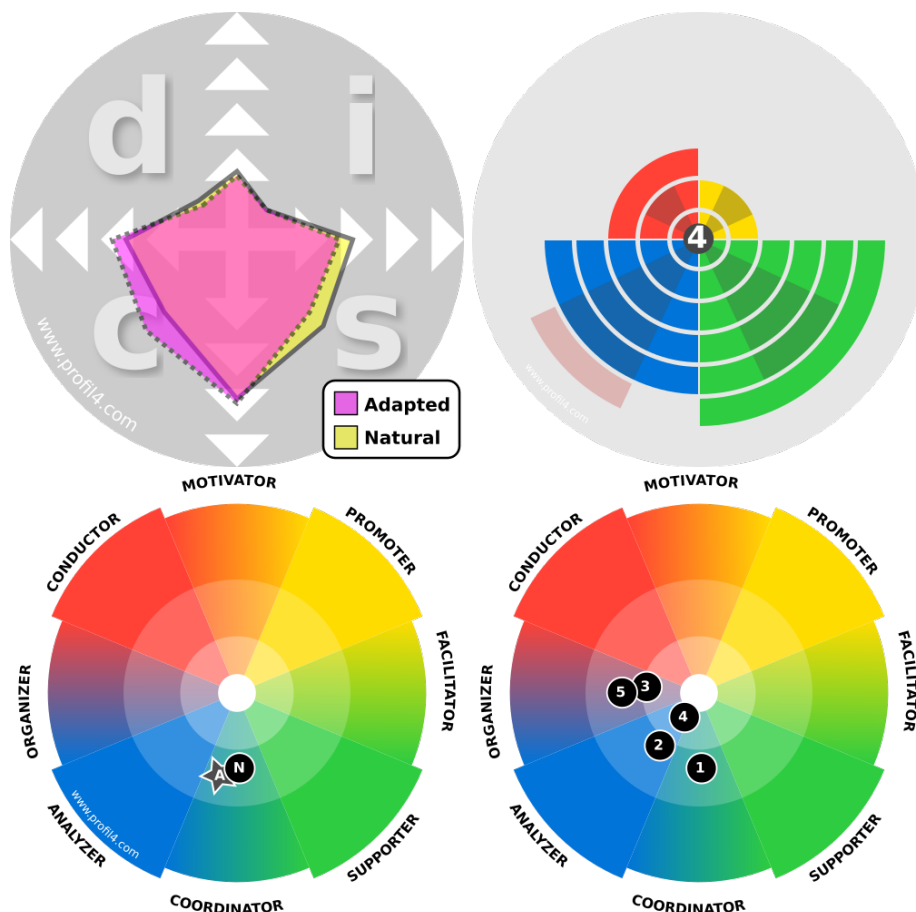 d
i
c
s
www.profil4.com
Adapted
Natural
4
www.profil4.com
MOTIVATOR
CONDUCTOR
PROMOTER
ORGANIZER
FACILITATOR
A
N
ANALYZER
SUPPORTER
COORDINATOR
www.profil4.com
MOTIVATOR
CONDUCTOR
PROMOTER
ORGANIZER
FACILITATOR
5
3
4
2
1
ANALYZER
SUPPORTER
COORDINATOR